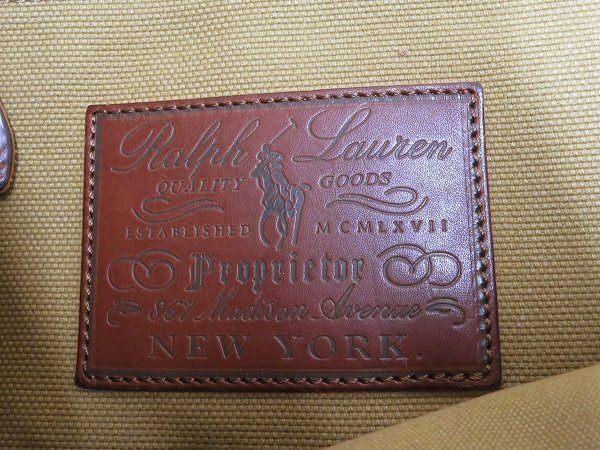 Ralph Lauren
QUALITY GOODS
ESTABLISHED MCMLXVII
Proprietor
867 Madison Avenue
NEW YORK.